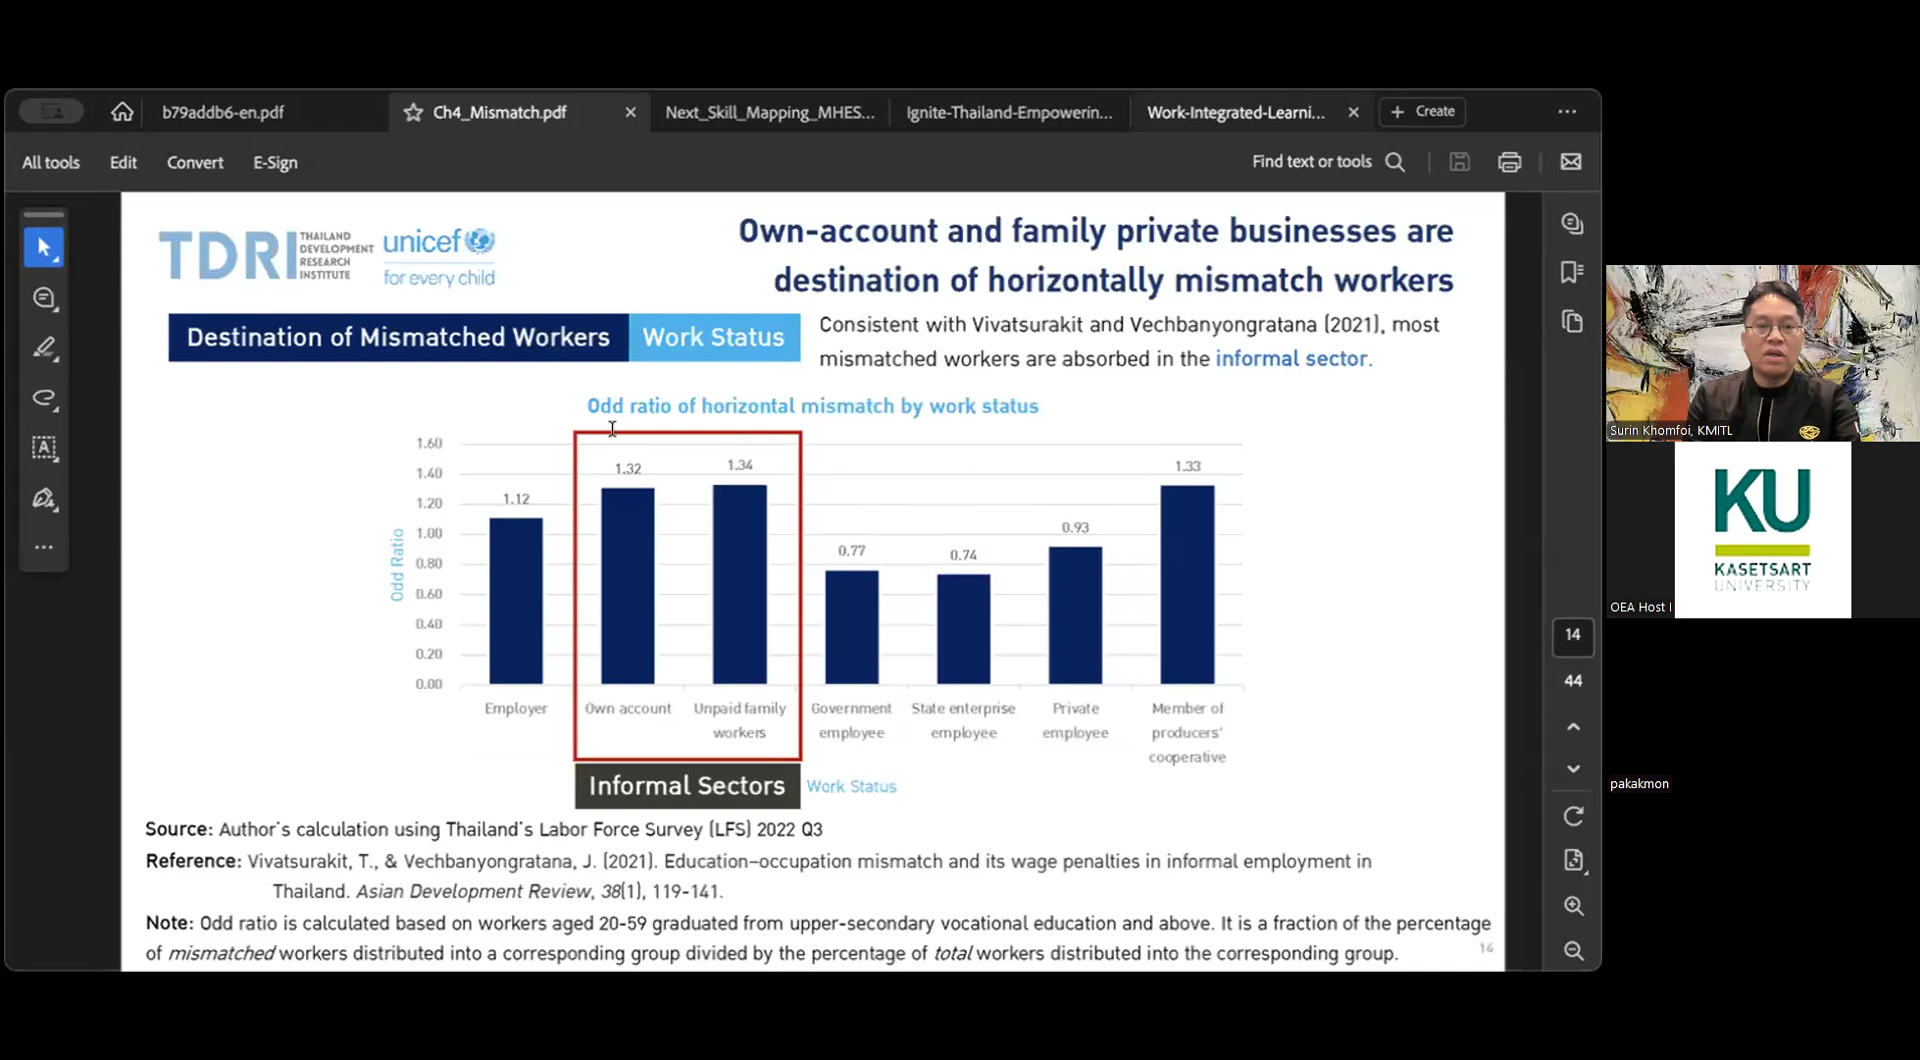 b79addb6-en.pdf
Ch4_Mismatch.pdf
Next_Skill_Mapping_MHES...
Ignite-Thailand-Empowerin...
Work-Integrated-Learni...
Create
All tools
Edit
Convert
E-Sign
Find text or tools
TDRI THAILAND
DEVELOPMENT
RESEARCH
INSTITUTE
unicef
for every child
Own-account and family private businesses are
destination of horizontally mismatch workers
Destination of Mismatched Workers
Work Status
Consistent with Vivatsurakit and Vechbanyongratana (2021), most
mismatched workers are absorbed in the informal sector.
Odd ratio of horizontal mismatch by work status
Odd Ratio
1.60
1.40
1.20
1.00
0.80
0.60
0.40
0.20
0.00
1.12
1.32
1.34
0.77
0.74
0.93
1.33
Employer
Own account
Unpaid family
workers
Government
employee
State enterprise
employee
Private
employee
Member of
producers'
cooperative
Informal Sectors
Work Status
Source: Author's calculation using Thailand's Labor Force Survey (LFS) 2022 Q3
Reference: Vivatsurakit, T., & Vechbanyongratana, J. (2021). Education–occupation mismatch and its wage penalties in informal employment in
Thailand. Asian Development Review, 38(1), 119-141.
Note: Odd ratio is calculated based on workers aged 20-59 graduated from upper-secondary vocational education and above. It is a fraction of the percentage
of mismatched workers distributed into a corresponding group divided by the percentage of total workers distributed into the corresponding group.
14
14
44
Surin Khomfoi, KMITL
KU
KASETSART
UNIVERSITY
OEA Host I
pakakmon